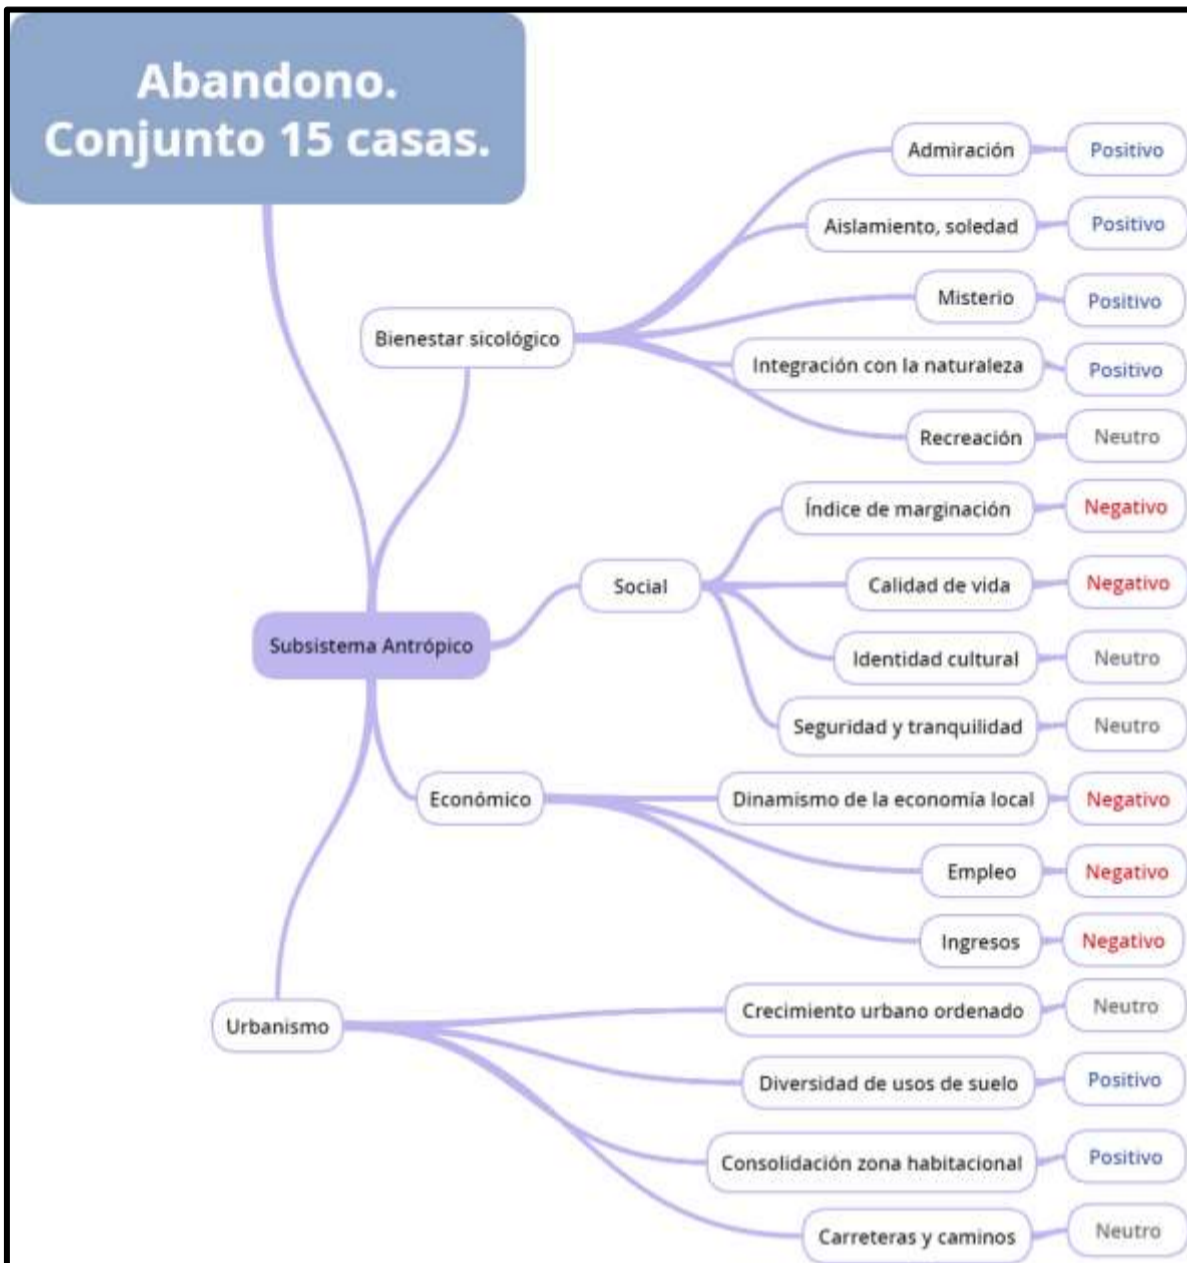 Abandono.
Conjunto 15 casas.
Admiración
Positivo
Aislamiento, soledad
Positivo
Misterio
Positivo
Bienestar sicológico
Integración con la naturaleza
Positivo
Recreación
Neutro
Índice de marginación
Negativo
Social
Calidad de vida
Negativo
Subsistema Antrópico
Identidad cultural
Neutro
Seguridad y tranquilidad
Neutro
Económico
Dinamismo de la economía local
Negativo
Empleo
Negativo
Ingresos
Negativo
Urbanismo
Crecimiento urbano ordenado
Neutro
Diversidad de usos de suelo
Positivo
Consolidación zona habitacional
Positivo
Carreteras y caminos
Neutro